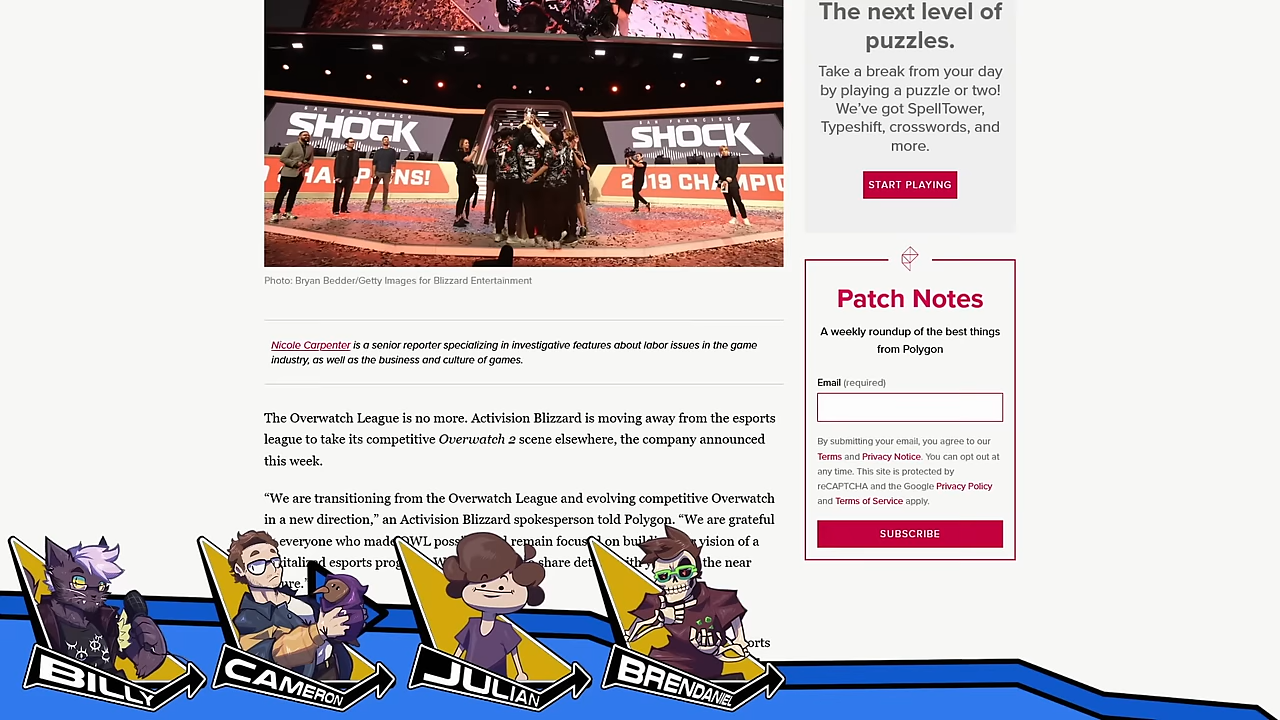 SAN FRANCISCO
SHOCK
SAN FRANCISCO
SHOCK
2019 CHAMPIO
3
Photo: Bryan Bedder/Getty Images for Blizzard Entertainment
Nicole Carpenter is a senior reporter specializing in investigative features about labor issues in the game
industry, as well as the business and culture of games.
The Overwatch League is no more. Activision Blizzard is moving away from the esports
league to take its competitive Overwatch 2 scene elsewhere, the company announced
this week.
“We are transitioning from the Overwatch League and evolving competitive Overwatch
in a new direction,” an Activision Blizzard spokesperson told Polygon. “We are grateful
everyone who made OWL remain on vision of a
esports share the near
The next level of
puzzles.
Take a break from your day
by playing a puzzle or two!
We’ve got SpellTower,
Typeshift, crosswords, and
more.
START PLAYING
Patch Notes
A weekly roundup of the best things
from Polygon
Email (required)
By submitting your email, you agree to our
Terms and Privacy Notice. You can opt out at
any time. This site is protected by
reCAPTCHA and the Google Privacy Policy
and Terms of Service apply.
SUBSCRIBE
BILLY
CAMERON
JULIAN
BRENDANIEL